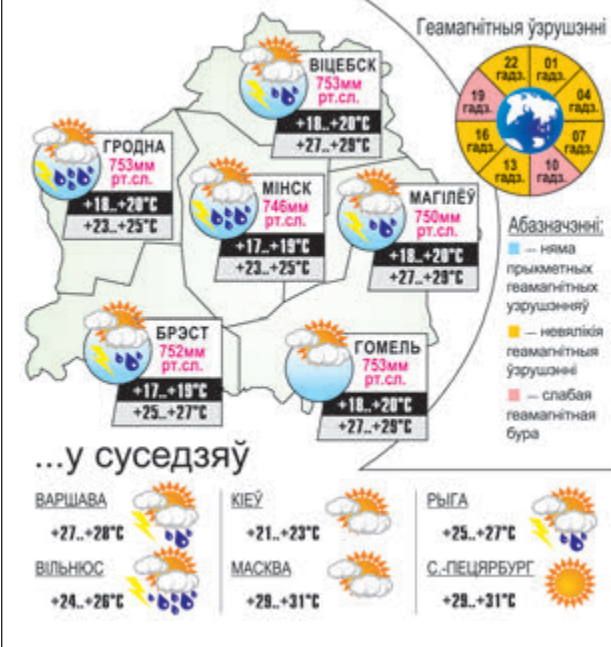 Геамагнітныя ўзрушэнні
22
гадз.
01
гадз.
04
гадз.
07
гадз.
10
гадз.
13
гадз.
16
гадз.
19
гадз.
Абазначэнні:
— няма
прыкметных
геамагнітных
узрушэнняў
— невялікія
геамагнітныя
ўзрушэнні
— слабая
геамагнітная
бура
ВІЦЕБСК
753мм
рт.сл.
+18..+20°C
+27..+29°C
ГРОДНА
753мм
рт.сл.
+18..+20°C
+23..+25°C
МІНСК
746мм
рт.сл.
+17..+19°C
+23..+25°C
МАГІЛЁЎ
750мм
рт.сл.
+18..+20°C
+27..+29°C
БРЭСТ
752мм
рт.сл.
+17..+19°C
+25..+27°C
ГОМЕЛЬ
753мм
рт.сл.
+18..+20°C
+27..+29°C
...у суседзяў
ВАРШАВА
+27..+28°C
КІЕЎ
+21..+23°C
РЫГА
+25..+27°C
ВІЛЬНЮС
+24..+26°C
МАСКВА
+29..+31°C
С.-ПЕЦЯРБУРГ
+29..+31°C